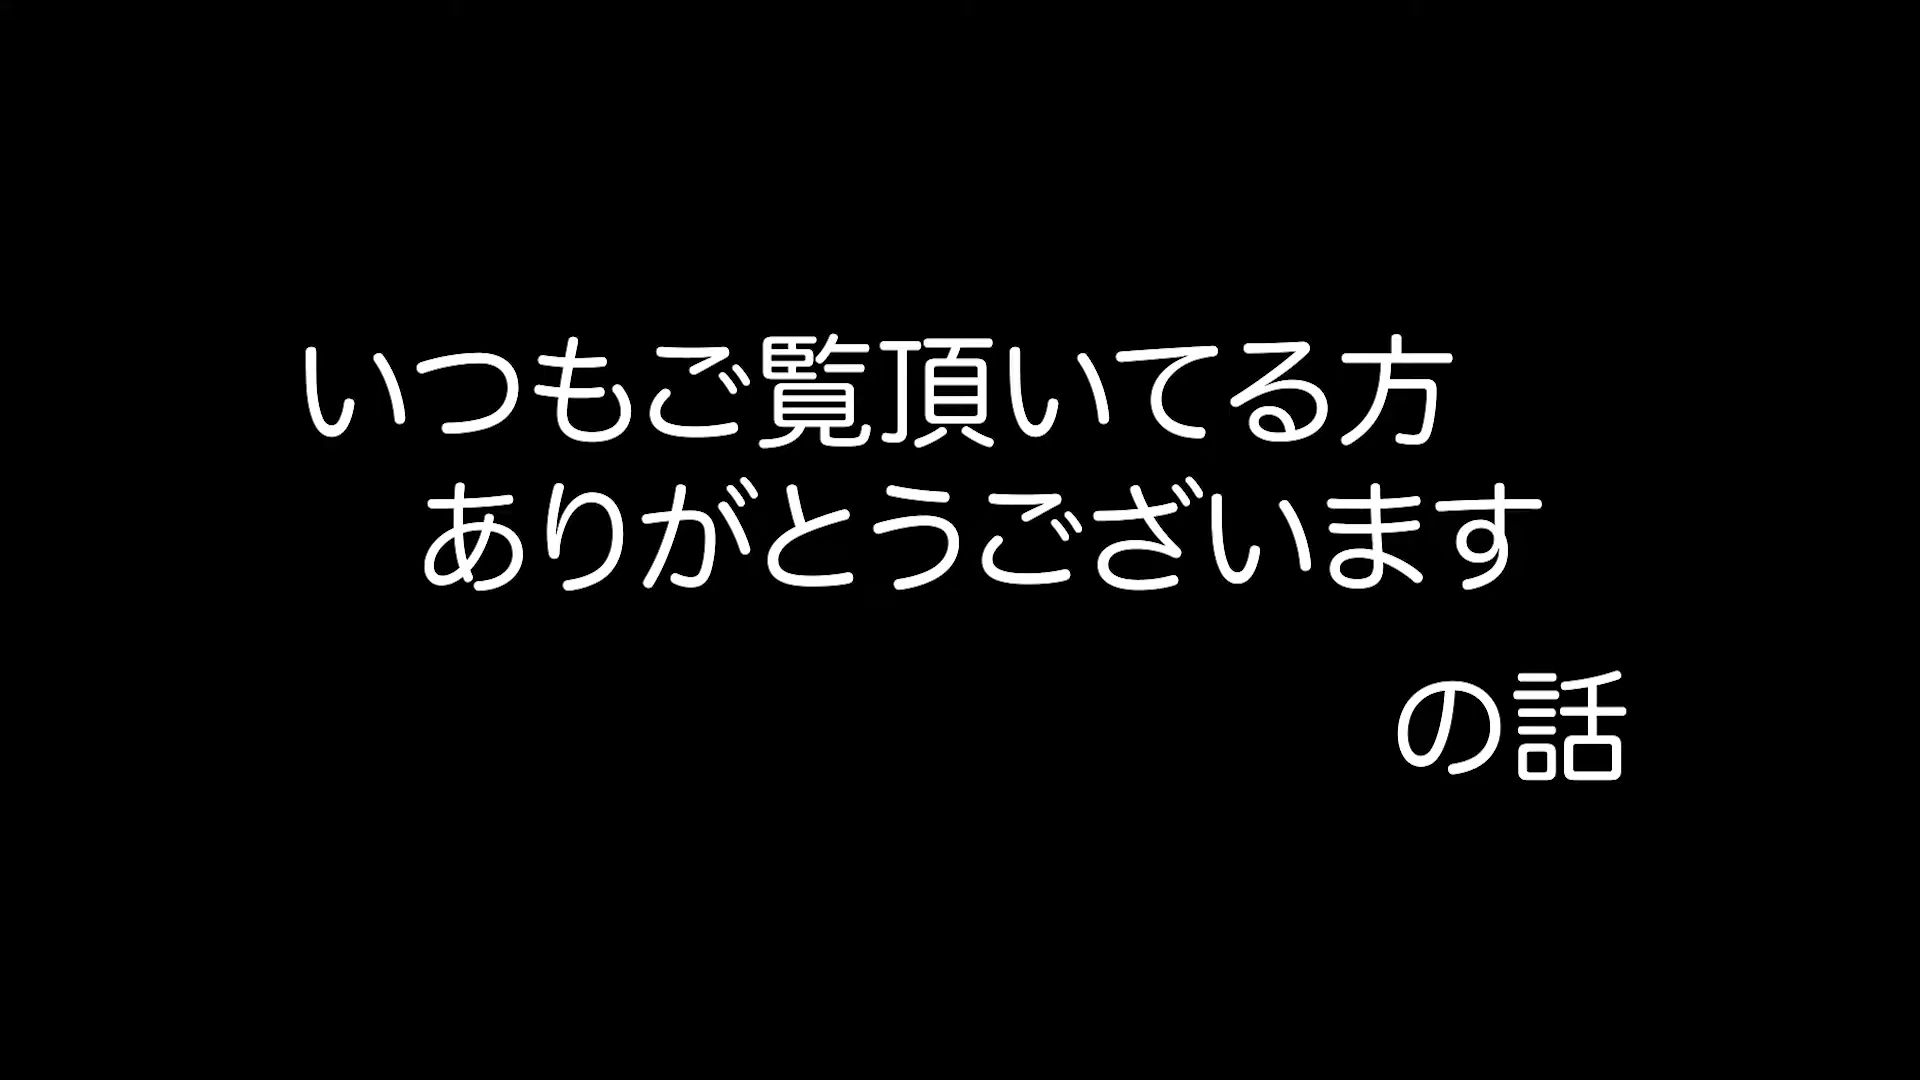 いつもご覧頂いてる方
ありがとうございます
の話